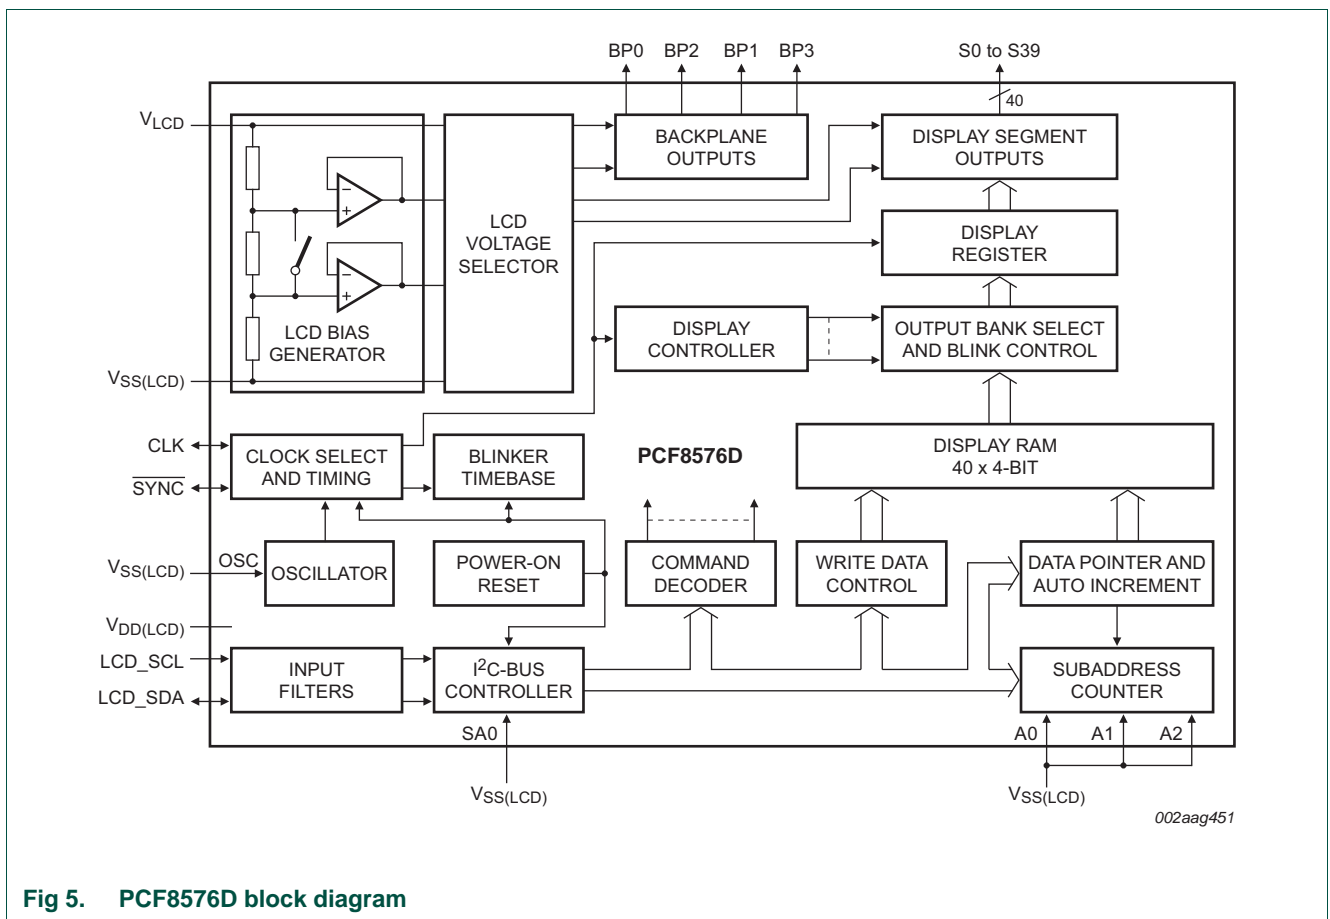 BP0 BP2 BP1 BP3 S0 to S39
40
VLCD
BACKPLANE
OUTPUTS
DISPLAY SEGMENT
OUTPUTS
LCD
VOLTAGE
SELECTOR
DISPLAY
REGISTER
LCD BIAS
GENERATOR
DISPLAY
CONTROLLER
OUTPUT BANK SELECT
AND BLINK CONTROL
VSS(LCD)
CLK
SYNC
CLOCK SELECT
AND TIMING
BLINKER
TIMEBASE
PCF8576D
DISPLAY RAM
40 x 4-BIT
VSS(LCD)
OSC
OSCILLATOR
POWER-ON
RESET
COMMAND
DECODER
WRITE DATA
CONTROL
DATA POINTER AND
AUTO INCREMENT
VDD(LCD)
LCD_SCL
LCD_SDA
INPUT
FILTERS
I2C-BUS
CONTROLLER
SUBADDRESS
COUNTER
SA0
A0 A1 A2
VSS(LCD)
VSS(LCD)
002aag451
Fig 5. PCF8576D block diagram